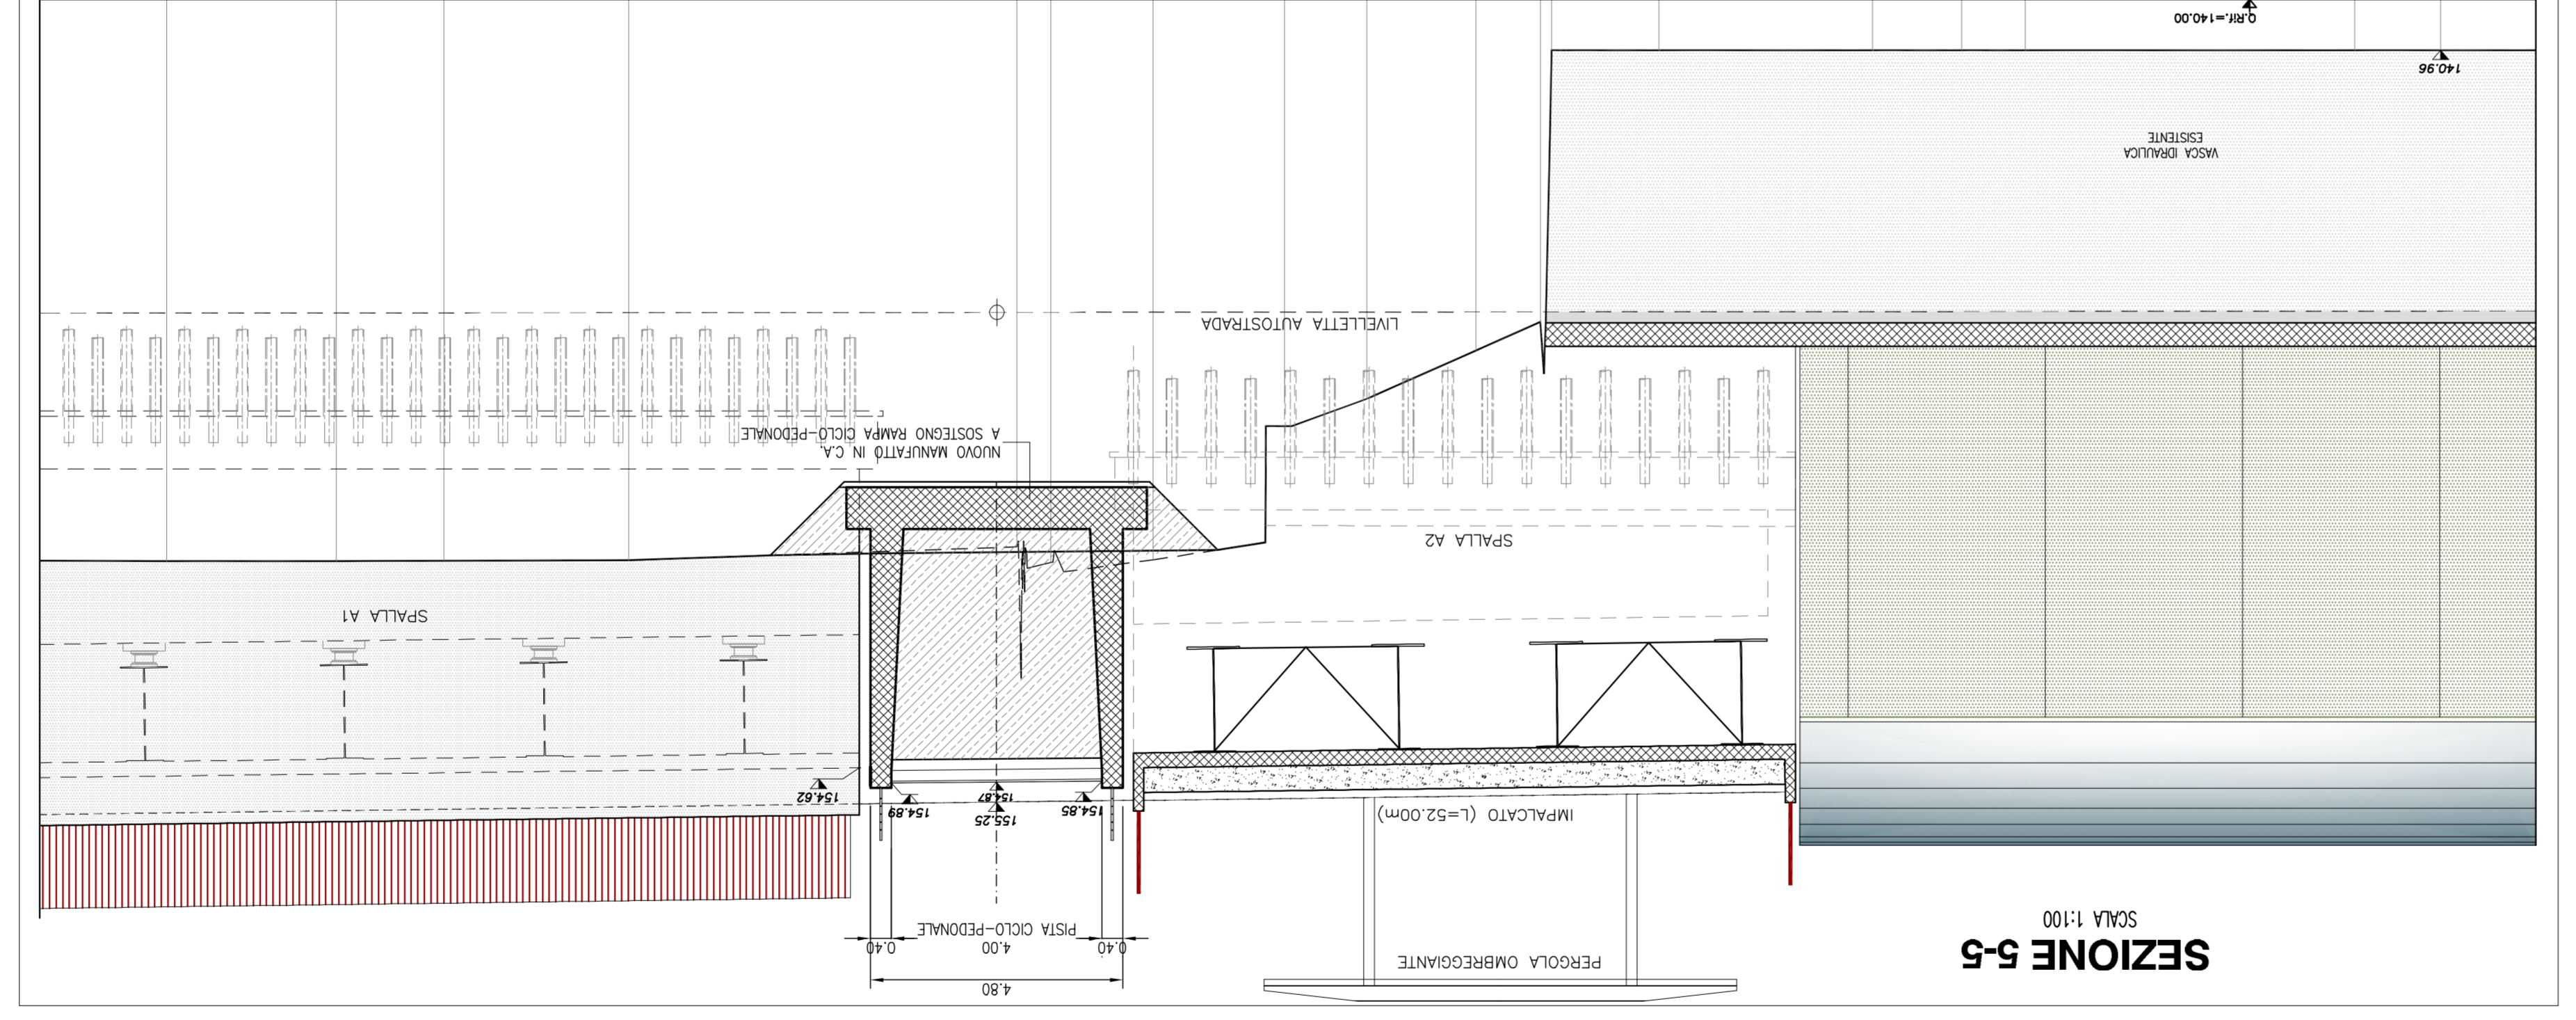 SEZIONE 5-5
SCALA 1:100
PERGOLA OMBREGGIANTE
4.80
0.40
4.00
0.40
PISTA CICLO-PEDONALE
IMPALCATO (L=52.00m)
154.85
155.25
154.87
154.89
154.62
SPALLA A2
SPALLA A1
NUOVO MANUFATTO IN C.A.
A SOSTEGNO RAMPA CICLO-PEDONALE
LIVELLETTA AUTOSTRADA
VASCA IDRAULICA
ESISTENTE
140.96
Q.Rif.=140.00